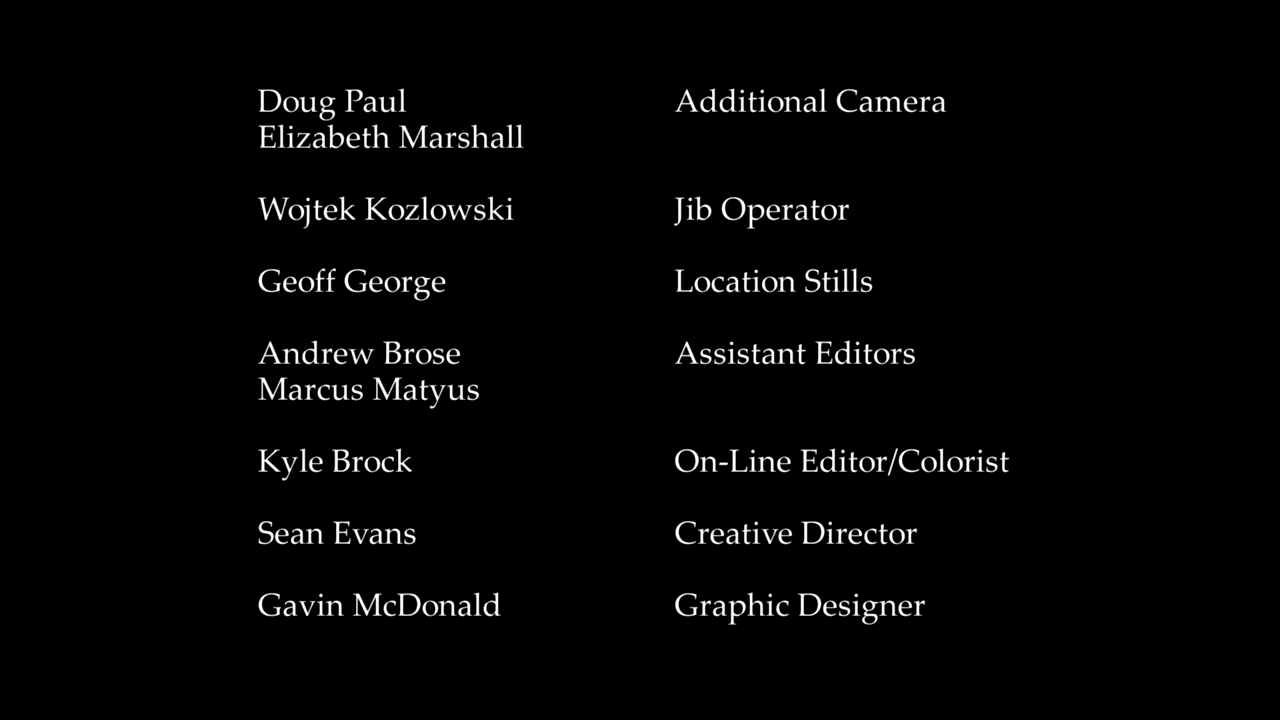 Doug Paul Additional Camera
Elizabeth Marshall
Wojtek Kozlowski Jib Operator
Geoff George Location Stills
Andrew Brose Assistant Editors
Marcus Matyus
Kyle Brock On-Line Editor/Colorist
Sean Evans Creative Director
Gavin McDonald Graphic Designer